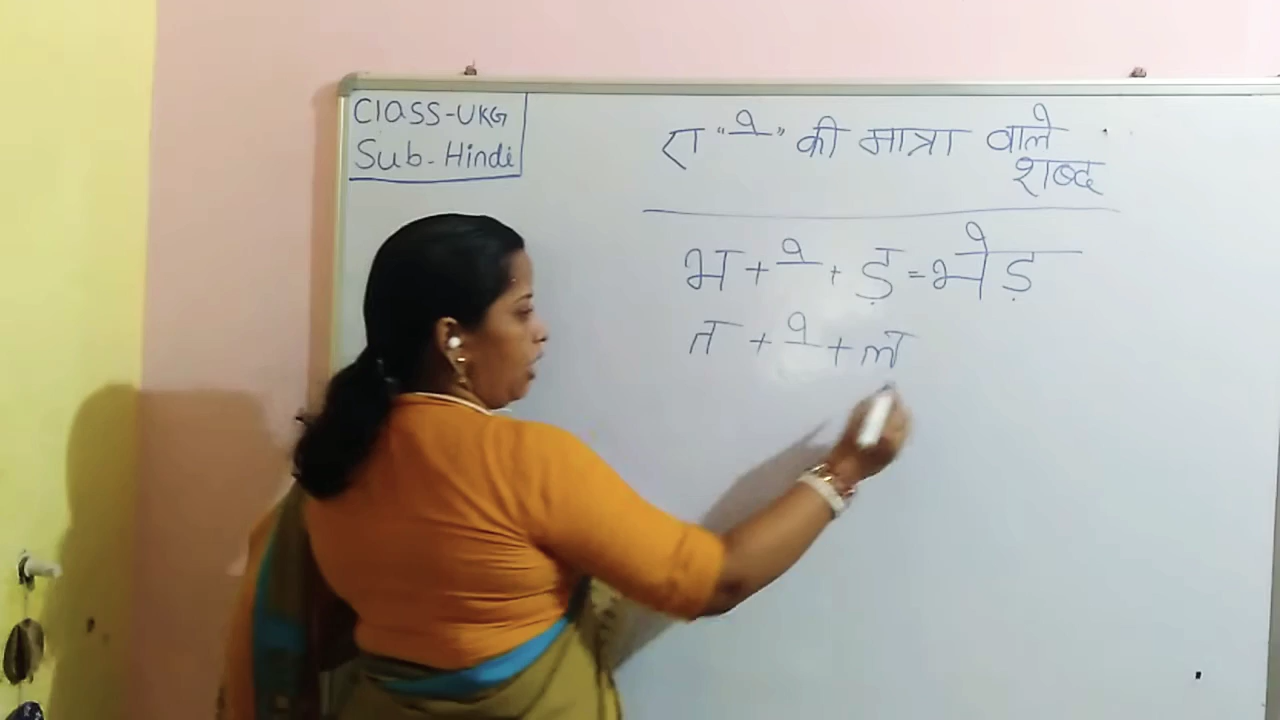 Class-UKG
Sub-Hindi
ए "े" की मात्रा वाले
शब्द
भ + े + ड़ = भेड़
त + े + ल